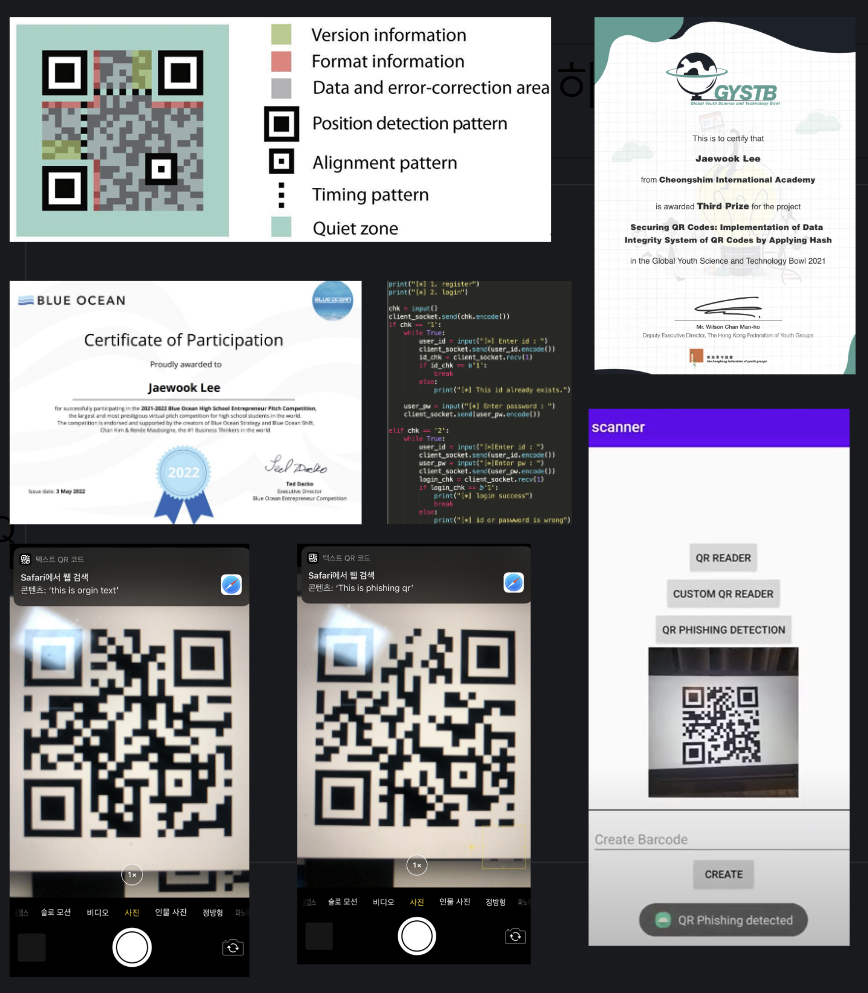 Version information
Format information
Data and error-correction area
Position detection pattern
Alignment pattern
Timing pattern
Quiet zone
GYSTB
Global Youth Science and Technology Bowl
This is to certify that
Jaewook Lee
from Cheongshim International Academy
is awarded Third Prize for the project
Securing QR Codes: Implementation of Data
Integrity System of QR Codes by Applying Hash
in the Global Youth Science and Technology Bowl 2021
Mr. Wilson Chan Man-ho
Deputy Executive Director, The Hong Kong Federation of Youth Groups
the hong kong federation of youth groups
BLUE OCEAN
BLUE OCEAN
Certificate of Participation
Proudly awarded to
Jaewook Lee
for successfully participating in the 2021-2022 Blue Ocean High School Entrepreneur Pitch Competition,
the largest and most prestigious virtual pitch competition for high school students in the world.
The competition is endorsed and supported by the creators of Blue Ocean Strategy and Blue Ocean Shift,
Chan Kim & Renée Mauborgne, the #1 Business Thinkers in the world.
2022
Issue date: 3 May 2022
Ted Dacko
Executive Director
Blue Ocean Entrepreneur Competition
print("[*] 1. register")
print("[*] 2. login")
chk = input()
client_socket.send(chk.encode())
if chk == '1':
while True:
user_id = input("[*] Enter id : ")
client_socket.send(user_id.encode())
id_chk = client_socket.recv(1)
if id_chk == b'1':
break
else:
print("[*] This id already exists.")
user_pw = input("[*] Enter password : ")
client_socket.send(user_pw.encode())
elif chk == '2':
while True:
user_id = input("[*]Enter id : ")
client_socket.send(user_id.encode())
user_pw = input("[*]Enter pw : ")
client_socket.send(user_pw.encode())
login_chk = client_socket.recv(1)
if login_chk == b'1':
print("[*] login success")
break
else:
print("[*] id or password is wrong")
scanner
QR READER
CUSTOM QR READER
QR PHISHING DETECTION
Create Barcode
CREATE
QR Phishing detected
텍스트 QR 코드
Safari에서 웹 검색
콘텐츠: ‘this is orgin text’
1×
슬로 모션 비디오 사진 인물 사진 정방형
텍스트 QR 코드
Safari에서 웹 검색
콘텐츠: ‘This is phishing qr’
1×
슬로 모션 비디오 사진 인물 사진 정방형